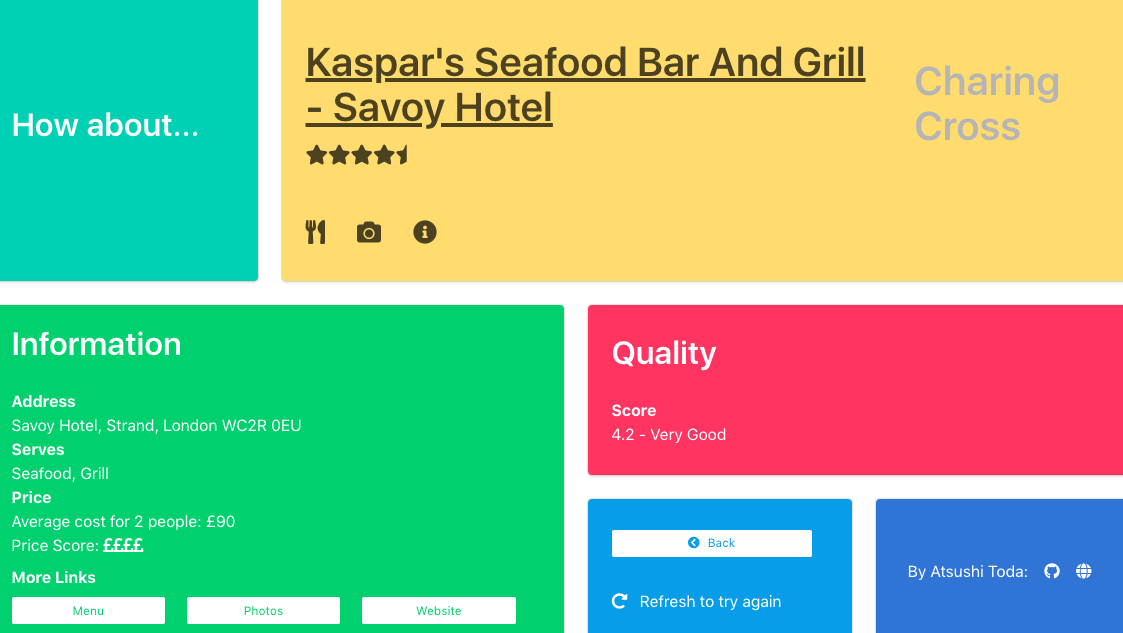 How about...
Kaspar's Seafood Bar And Grill
- Savoy Hotel
Charing
Cross
Information
Address
Savoy Hotel, Strand, London WC2R 0EU
Serves
Seafood, Grill
Price
Average cost for 2 people: £90
Price Score: ££££
More Links
Menu
Photos
Website
Quality
Score
4.2 - Very Good
Back
Refresh to try again
By Atsushi Toda: